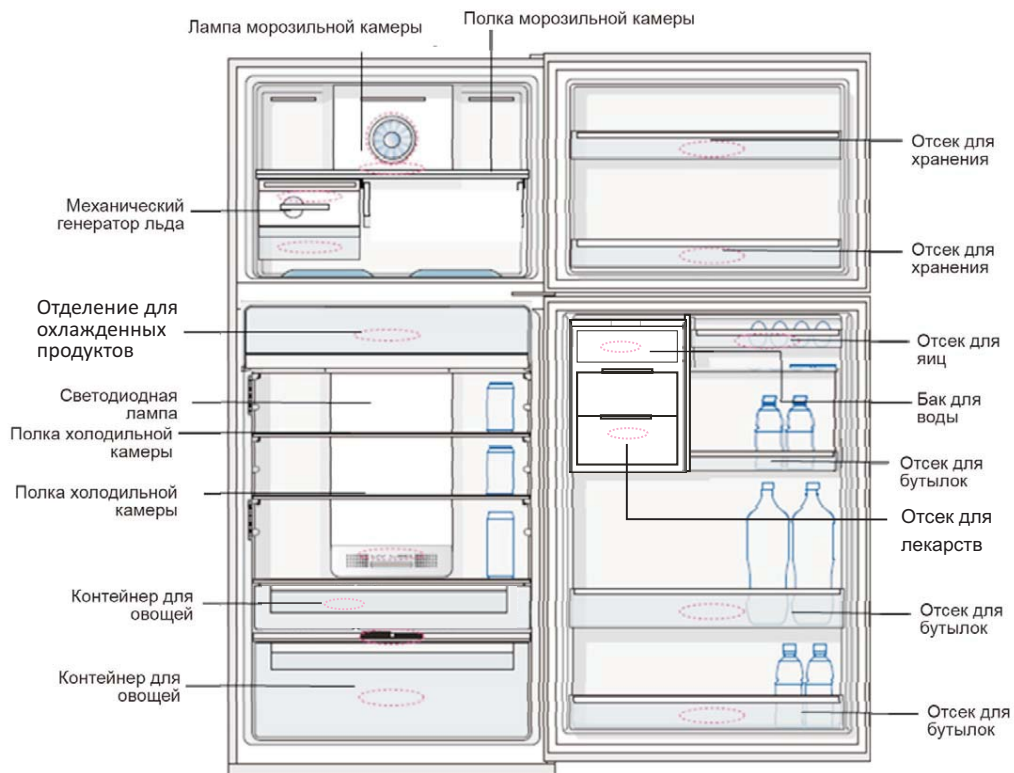 Лампа морозильной камеры
Полка морозильной камеры
Механический
генератор льда
Отделение для
охлажденных
продуктов
Светодиодная
лампа
Полка холодильной
камеры
Полка холодильной
камеры
Контейнер для
овощей
Контейнер для
овощей
Отсек для
хранения
Отсек для
хранения
Отсек для
яиц
Бак для
воды
Отсек для
бутылок
Отсек для
лекарств
Отсек для
бутылок
Отсек для
бутылок